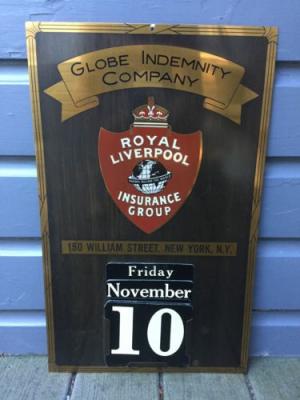 GLOBE INDEMNITY
COMPANY
ROYAL
LIVERPOOL
INSURANCE
GROUP
150 WILLIAM STREET, NEW YORK, N.Y.
Friday
November
10